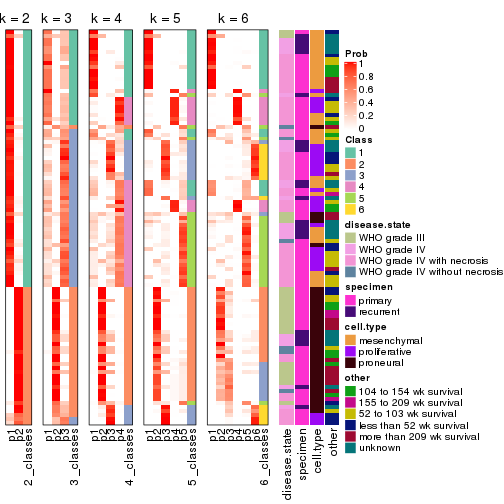 k = 2 k = 3 k = 4 k = 5 k = 6
Prob
1
0.8
0.6
0.4
0.2
0
Class
1
2
3
4
5
6
disease.state
WHO grade III
WHO grade IV
WHO grade IV with necrosis
WHO grade IV without necrosis
specimen
primary
recurrent
cell.type
mesenchymal
proliferative
proneural
other
104 to 154 wk survival
155 to 209 wk survival
52 to 103 wk survival
less than 52 wk survival
more than 209 wk survival
unknown
p1 p2 2_classes p1 p2 p3 3_classes p1 p2 p3 p4 4_classes p1 p2 p3 p4 p5 5_classes p1 p2 p3 p4 p5 p6 6_classes disease.state specimen cell.type other